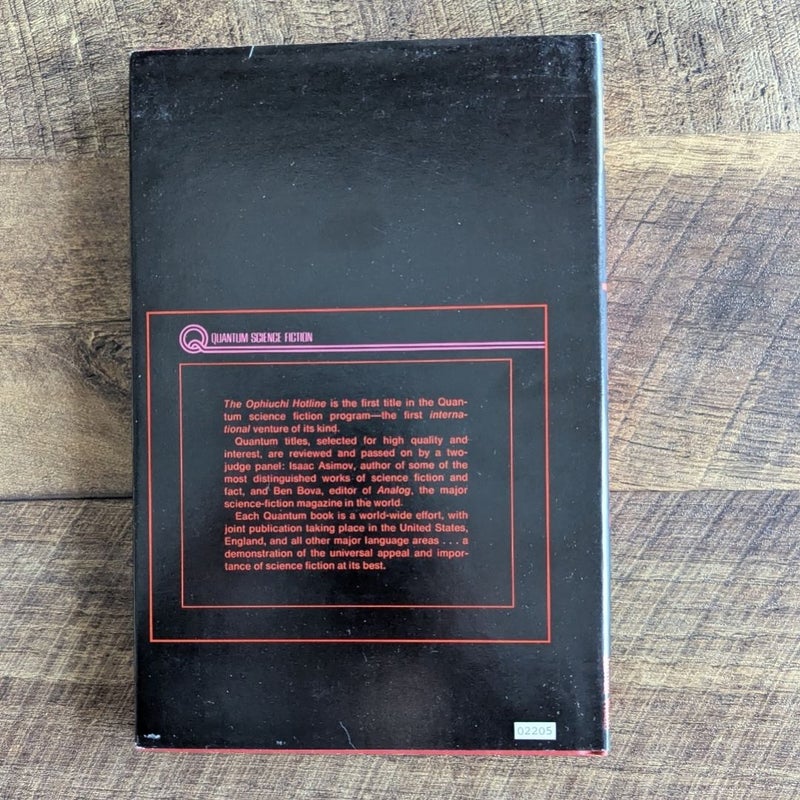 QUANTUM SCIENCE FICTION
The Ophiuchi Hotline is the first title in the Quan-
tum science fiction program—the first interna-
tional venture of its kind.
Quantum titles, selected for high quality and
interest, are reviewed and passed on by a two-
judge panel: Isaac Asimov, author of some of the
most distinguished works of science fiction and
fact, and Ben Bova, editor of Analog, the major
science-fiction magazine in the world.
Each Quantum book is a world-wide effort, with
joint publication taking place in the United States,
England, and all other major language areas . . . a
demonstration of the universal appeal and impor-
tance of science fiction at its best.
02205